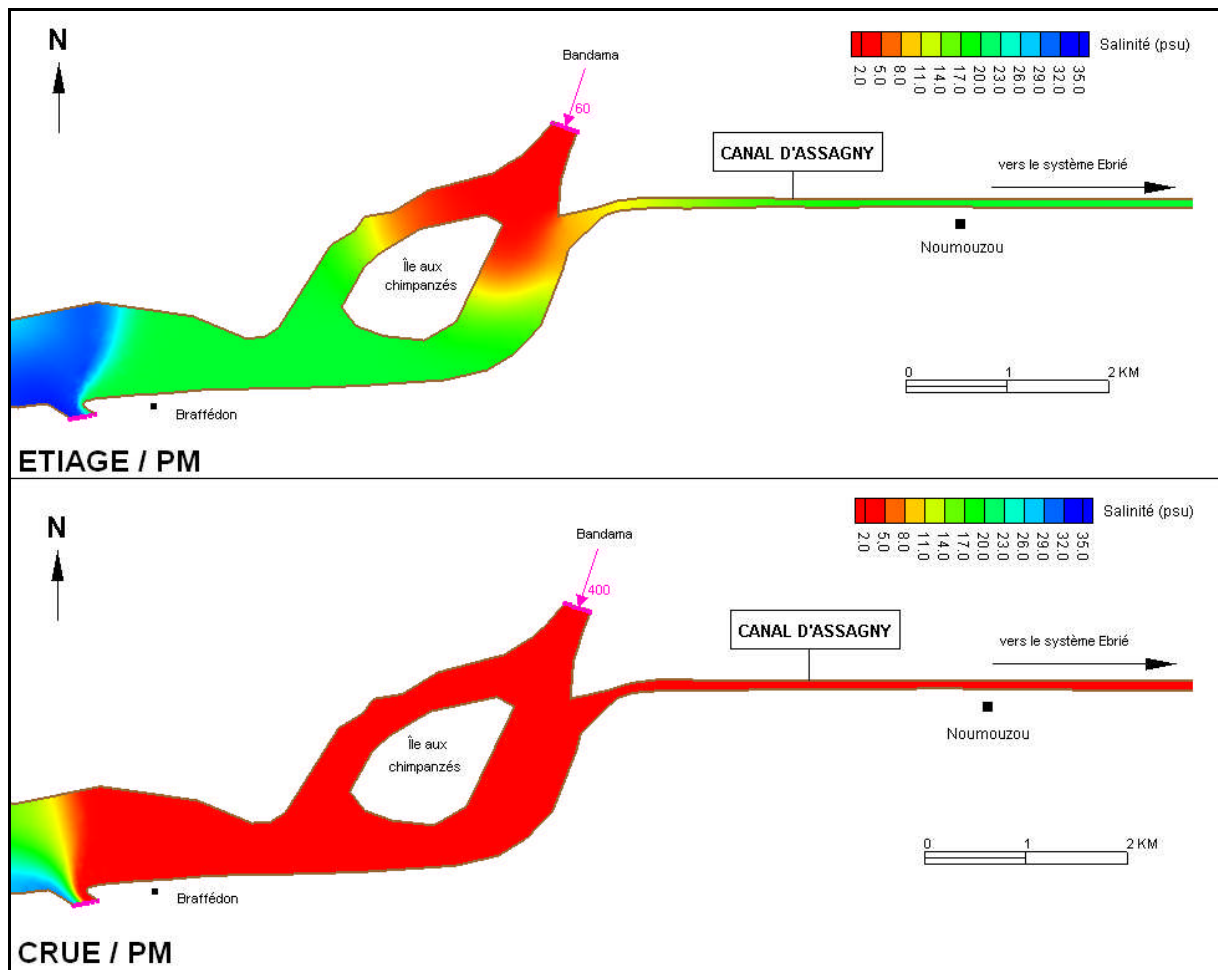 N
Bandama
60
Salinité (psu)
2.0 5.0 8.0 11.0 14.0 17.0 20.0 23.0 26.0 29.0 32.0 35.0
CANAL D'ASSAGNY
vers le système Ebrié
Noumouzou
Île aux
chimpanzés
0 1 2 KM
Braffédon
ETIAGE / PM
N
Bandama
400
Salinité (psu)
2.0 5.0 8.0 11.0 14.0 17.0 20.0 23.0 26.0 29.0 32.0 35.0
CANAL D'ASSAGNY
vers le système Ebrié
Noumouzou
Île aux
chimpanzés
0 1 2 KM
Braffédon
CRUE / PM